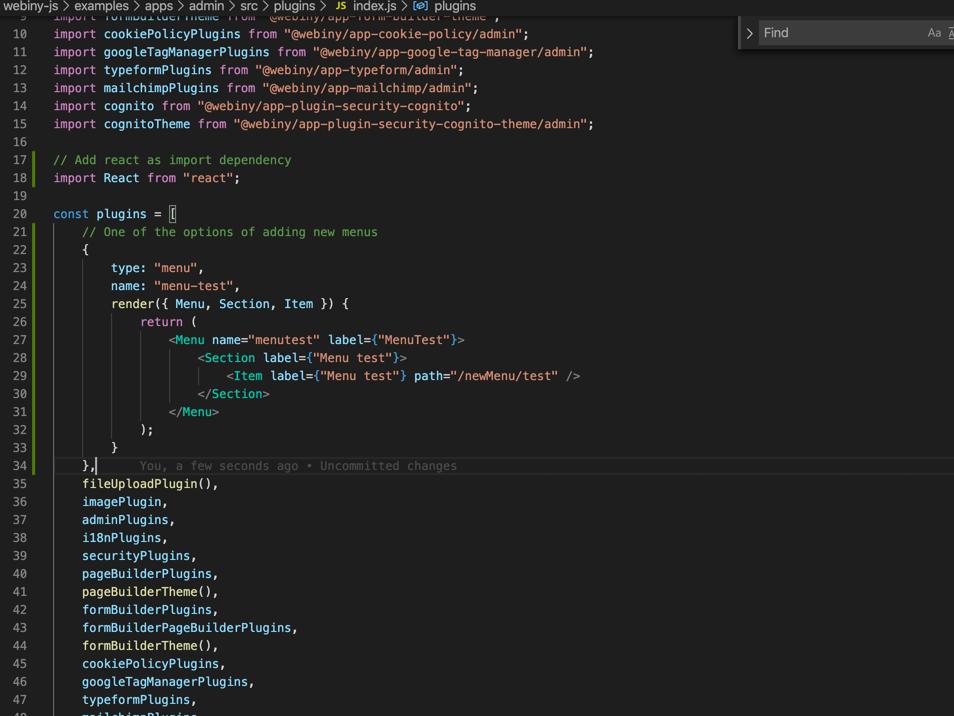 webiny-js > examples > apps > admin > src > plugins > JS index.js > plugins
9 import formBuilderTheme from "@webiny/app-form-builder-theme";
10 import cookiePolicyPlugins from "@webiny/app-cookie-policy/admin";
11 import googleTagManagerPlugins from "@webiny/app-google-tag-manager/admin";
12 import typeformPlugins from "@webiny/app-typeform/admin";
13 import mailchimpPlugins from "@webiny/app-mailchimp/admin";
14 import cognito from "@webiny/app-plugin-security-cognito";
15 import cognitoTheme from "@webiny/app-plugin-security-cognito-theme/admin";
16
17 // Add react as import dependency
18 import React from "react";
19
20 const plugins = [
21 // One of the options of adding new menus
22 {
23 type: "menu",
24 name: "menu-test",
25 render({ Menu, Section, Item }) {
26 return (
27 <Menu name="menutest" label={"MenuTest"}>
28 <Section label={"Menu test"}>
29 <Item label={"Menu test"} path="/newMenu/test" />
30 </Section>
31 </Menu>
32 );
33 }
34 }, You, a few seconds ago • Uncommitted changes
35 fileUploadPlugin(),
36 imagePlugin,
37 adminPlugins,
38 i18nPlugins,
39 securityPlugins,
40 pageBuilderPlugins,
41 pageBuilderTheme(),
42 formBuilderPlugins,
43 formBuilderPageBuilderPlugins,
44 formBuilderTheme(),
45 cookiePolicyPlugins,
46 googleTagManagerPlugins,
47 typeformPlugins,
48 mailchimpPlugins,
Find Aa